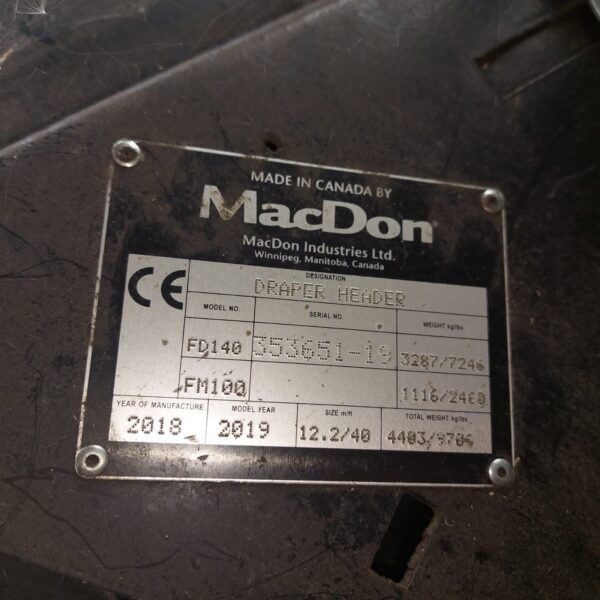 MADE IN CANADA BY
MacDon
MacDon Industries Ltd.
Winnipeg, Manitoba, Canada
CE
DESIGNATION
DRAPER HEADER
MODEL NO. SERIAL NO. WEIGHT kg/lbs
FD140 353651-19 3287/7246
FM100 1116/2460
YEAR OF MANUFACTURE MODEL YEAR SIZE m/ft TOTAL WEIGHT kg/lbs
2018 2019 12.2/40 4403/9706